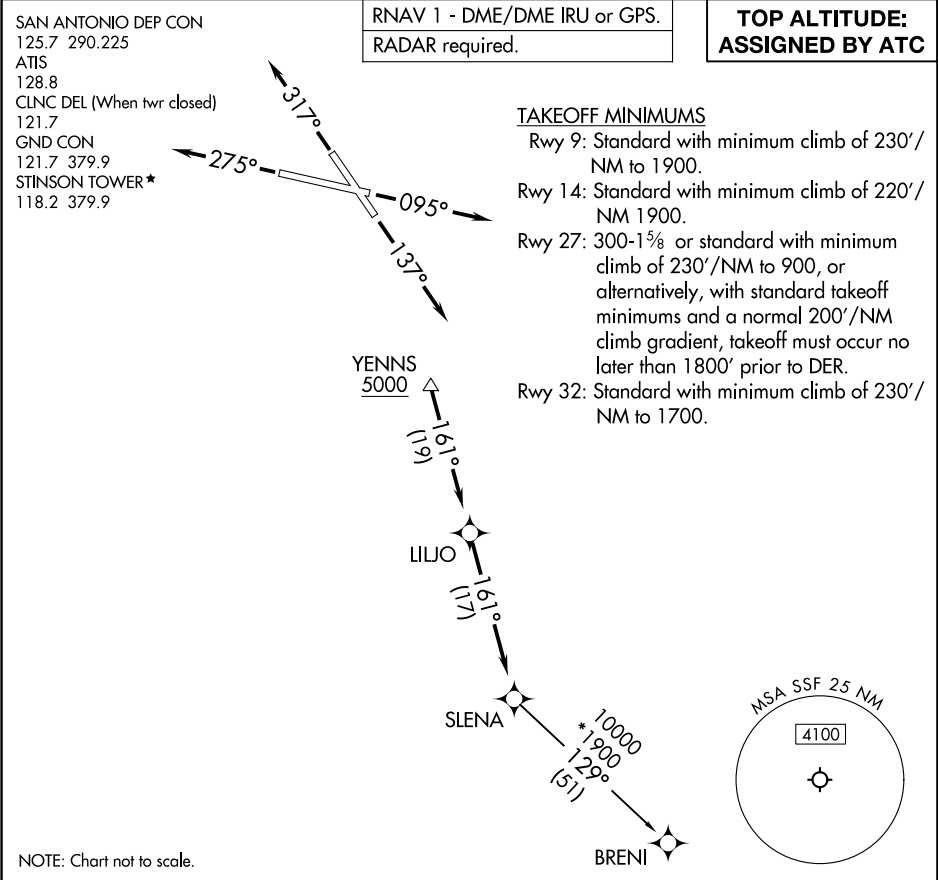 SAN ANTONIO DEP CON
125.7 290.225
ATIS
128.8
CLNC DEL (When twr closed)
121.7
GND CON
121.7 379.9
STINSON TOWER★
118.2 379.9
RNAV 1 - DME/DME IRU or GPS.
RADAR required.
TOP ALTITUDE:
ASSIGNED BY ATC
317°
275°
095°
137°
TAKEOFF MINIMUMS
Rwy 9: Standard with minimum climb of 230'/
NM to 1900.
Rwy 14: Standard with minimum climb of 220'/
NM 1900.
Rwy 27: 300-1⅝ or standard with minimum
climb of 230'/NM to 900, or
alternatively, with standard takeoff
minimums and a normal 200'/NM
climb gradient, takeoff must occur no
later than 1800' prior to DER.
Rwy 32: Standard with minimum climb of 230'/
NM to 1700.
YENNS
5000
161°
(19)
LILJO
161°
(17)
SLENA
10000
*1900
129°
(51)
BRENI
MSA SSF 25 NM
4100
NOTE: Chart not to scale.